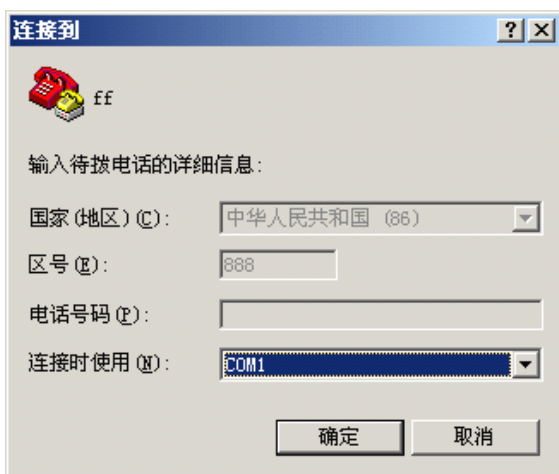 连接到
ff
输入待拨电话的详细信息:
国家(地区)(C): 中华人民共和国 (86)
区号(E): 888
电话号码(P):
连接时使用(N): COM1
确定 取消